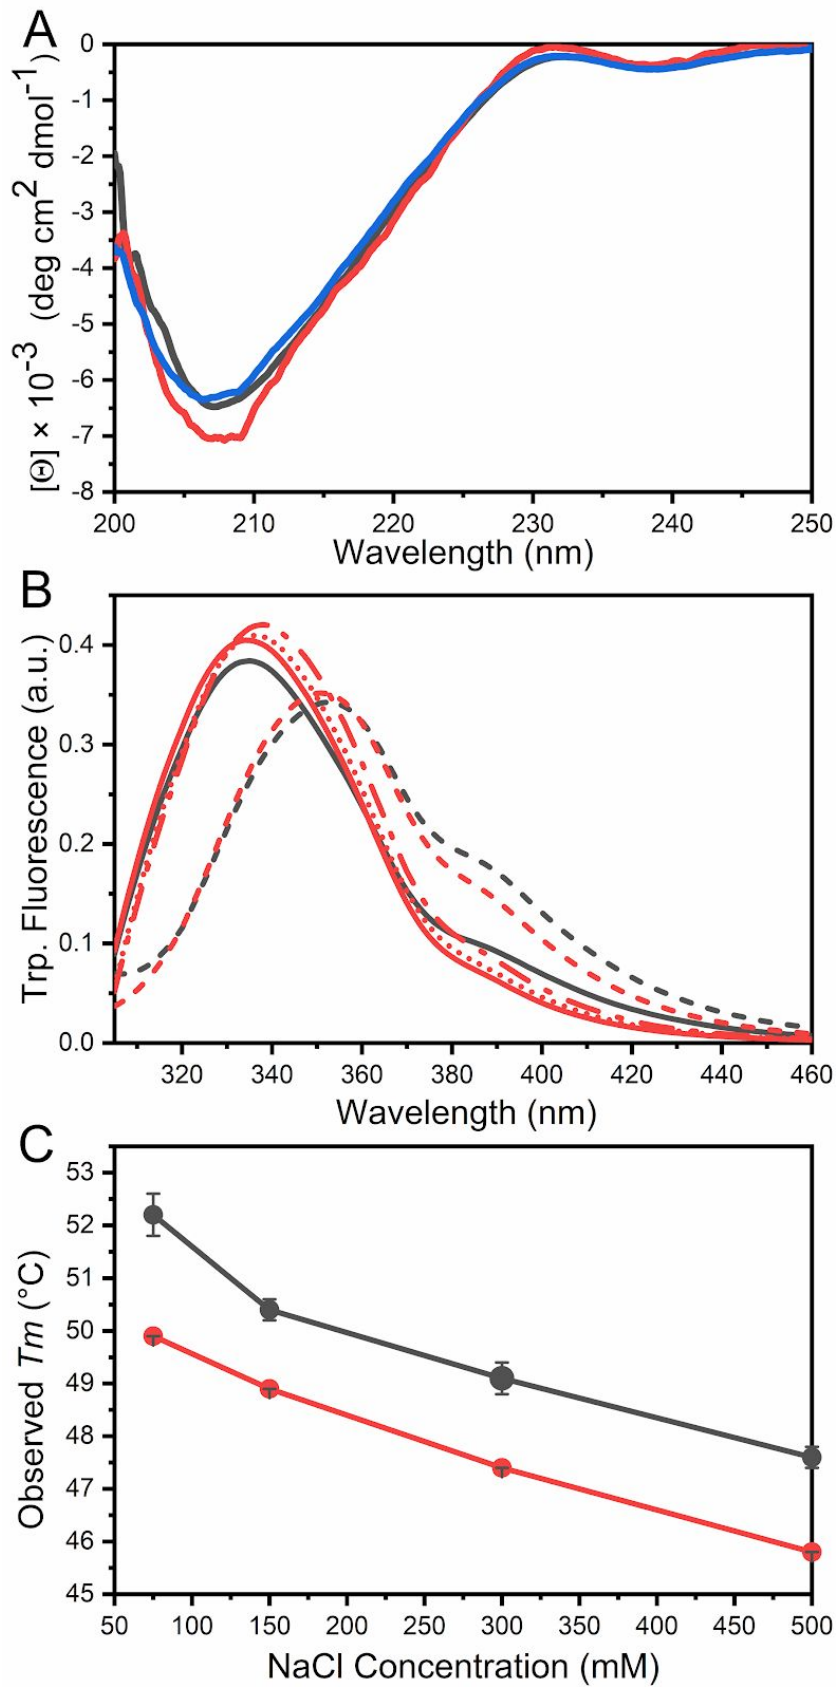 A
[Θ] × 10⁻³ (deg cm² dmol⁻¹)
0
-1
-2
-3
-4
-5
-6
-7
-8
200 210 220 230 240 250
Wavelength (nm)
B
Trp. Fluorescence (a.u.)
0.4
0.3
0.2
0.1
0.0
320 340 360 380 400 420 440 460
Wavelength (nm)
C
Observed Tm (°C)
53
52
51
50
49
48
47
46
45
50 100 150 200 250 300 350 400 450 500
NaCl Concentration (mM)